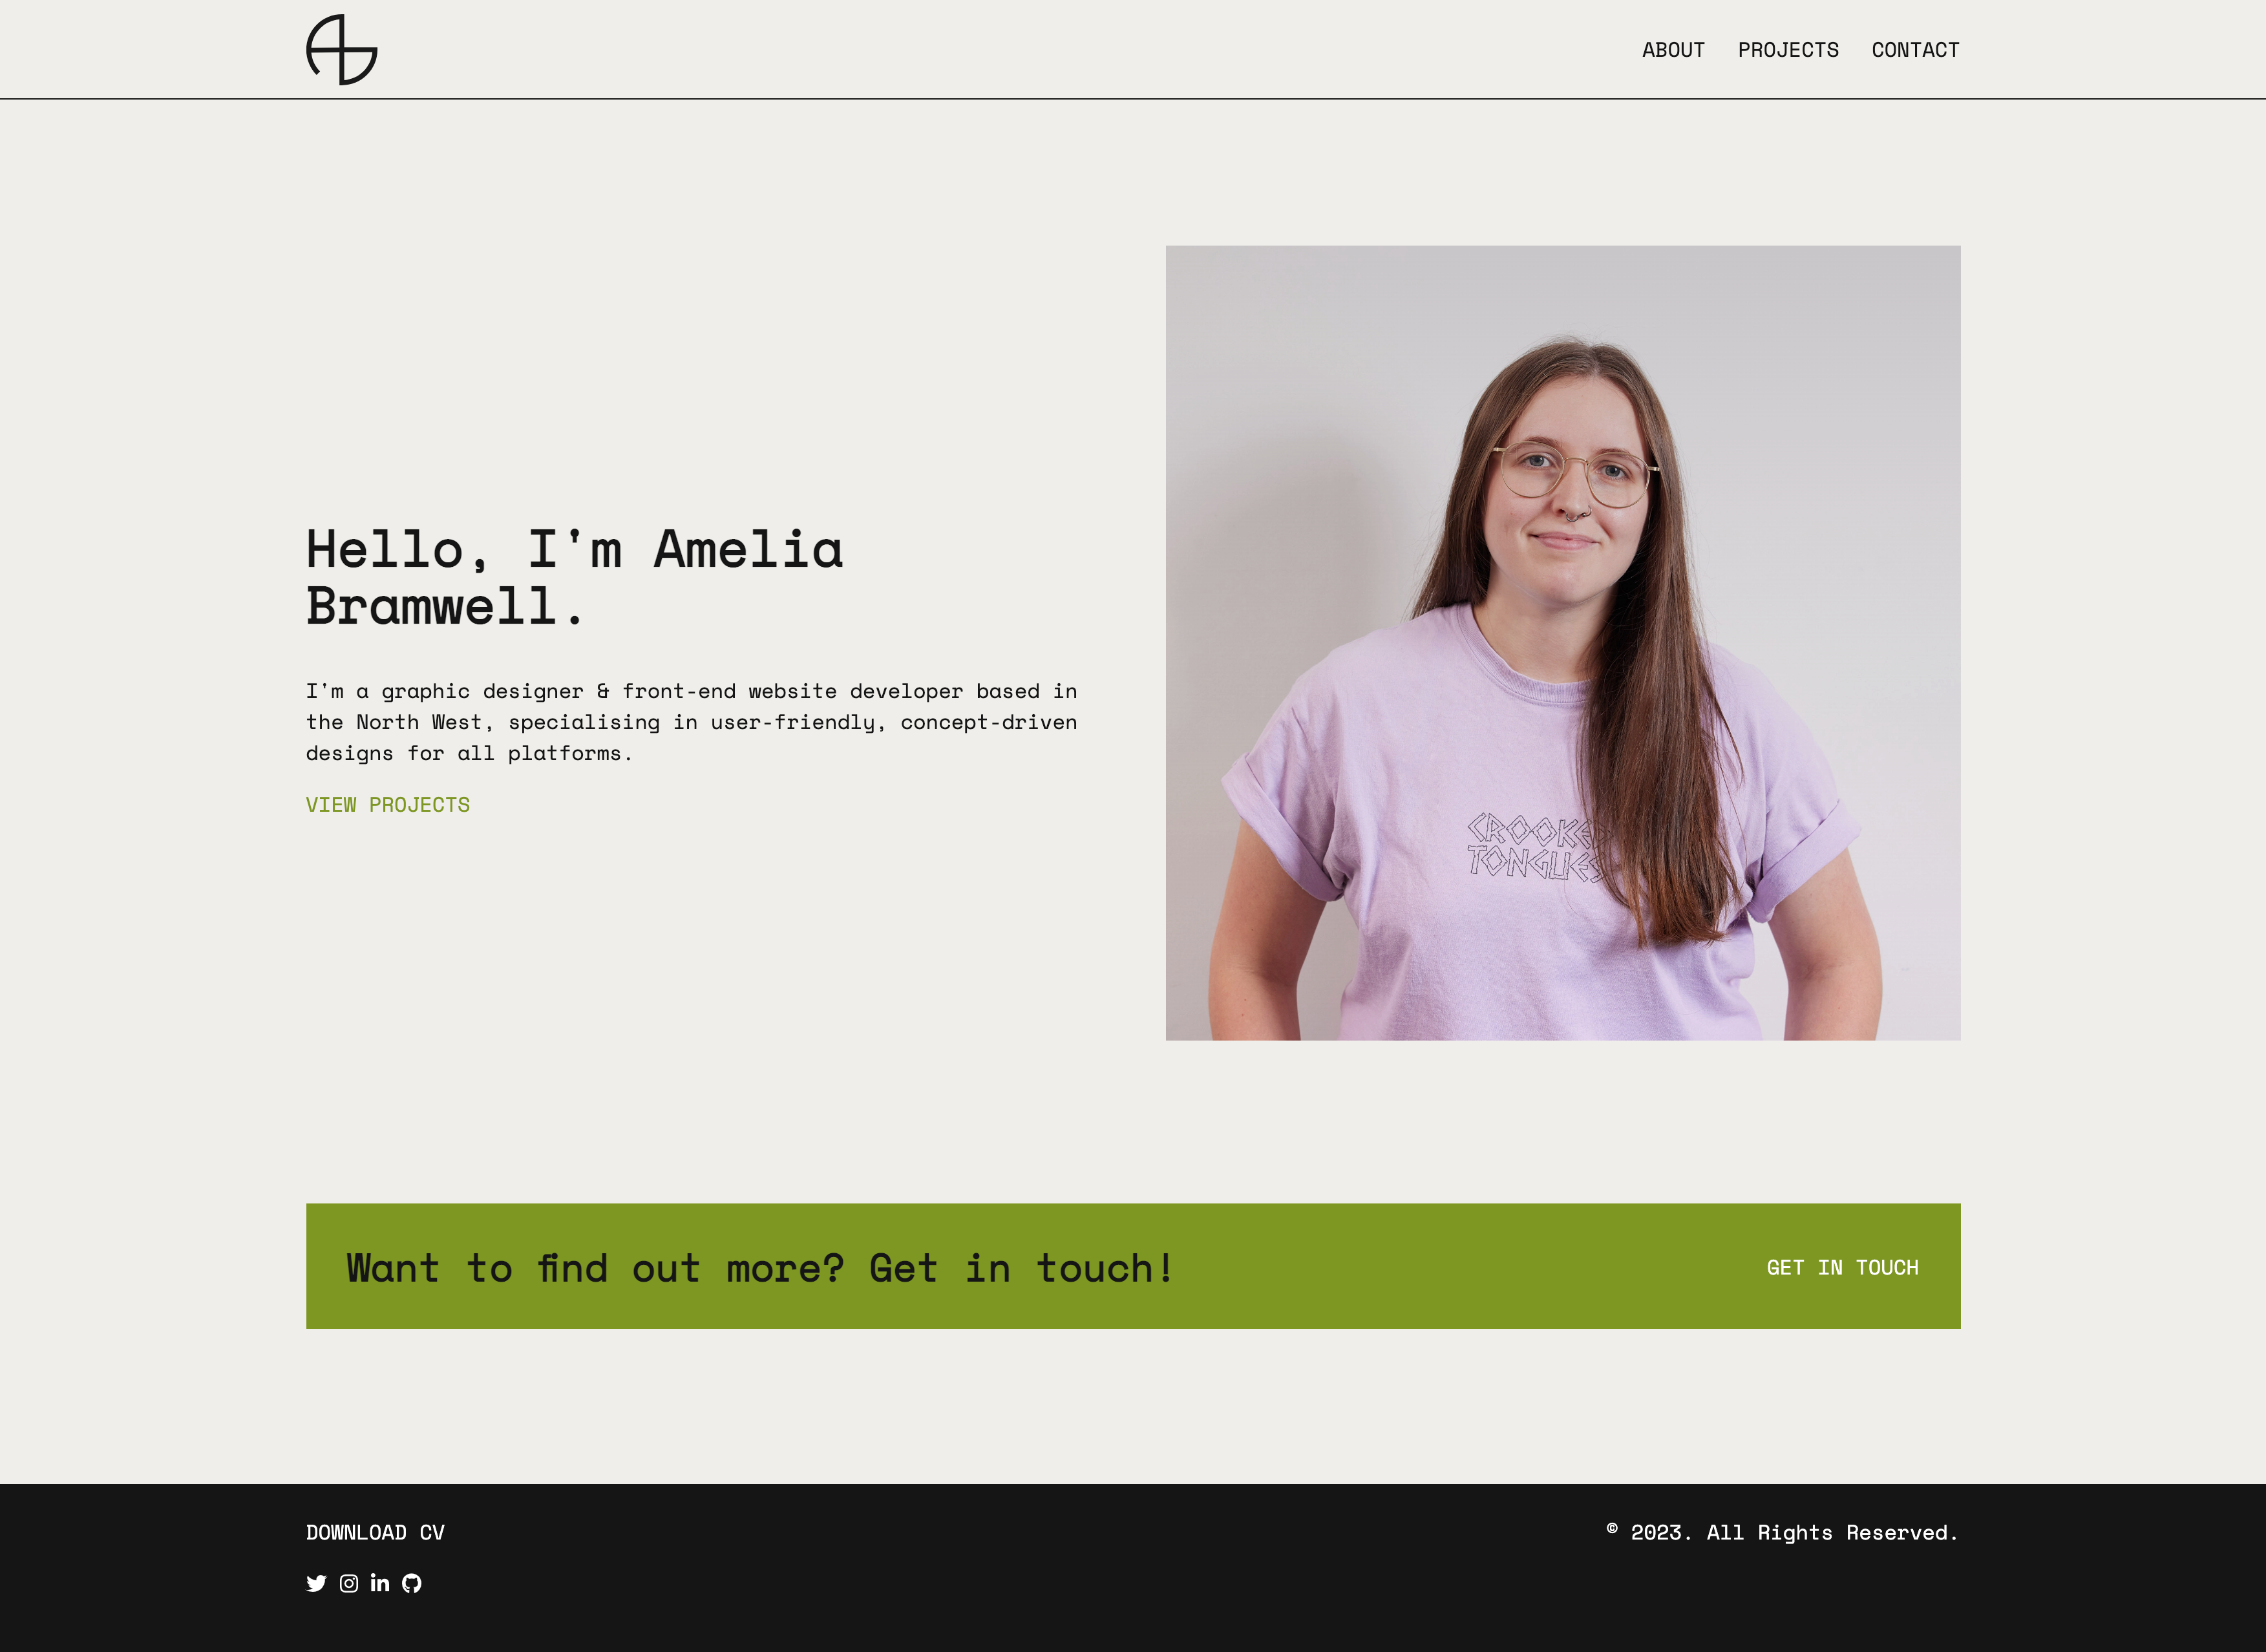 ABOUT PROJECTS CONTACT
Hello, I'm Amelia
Bramwell.
I'm a graphic designer & front-end website developer based in
the North West, specialising in user-friendly, concept-driven
designs for all platforms.
VIEW PROJECTS
CROOKED
TONGUES
Want to find out more? Get in touch!
GET IN TOUCH
DOWNLOAD CV
© 2023. All Rights Reserved.